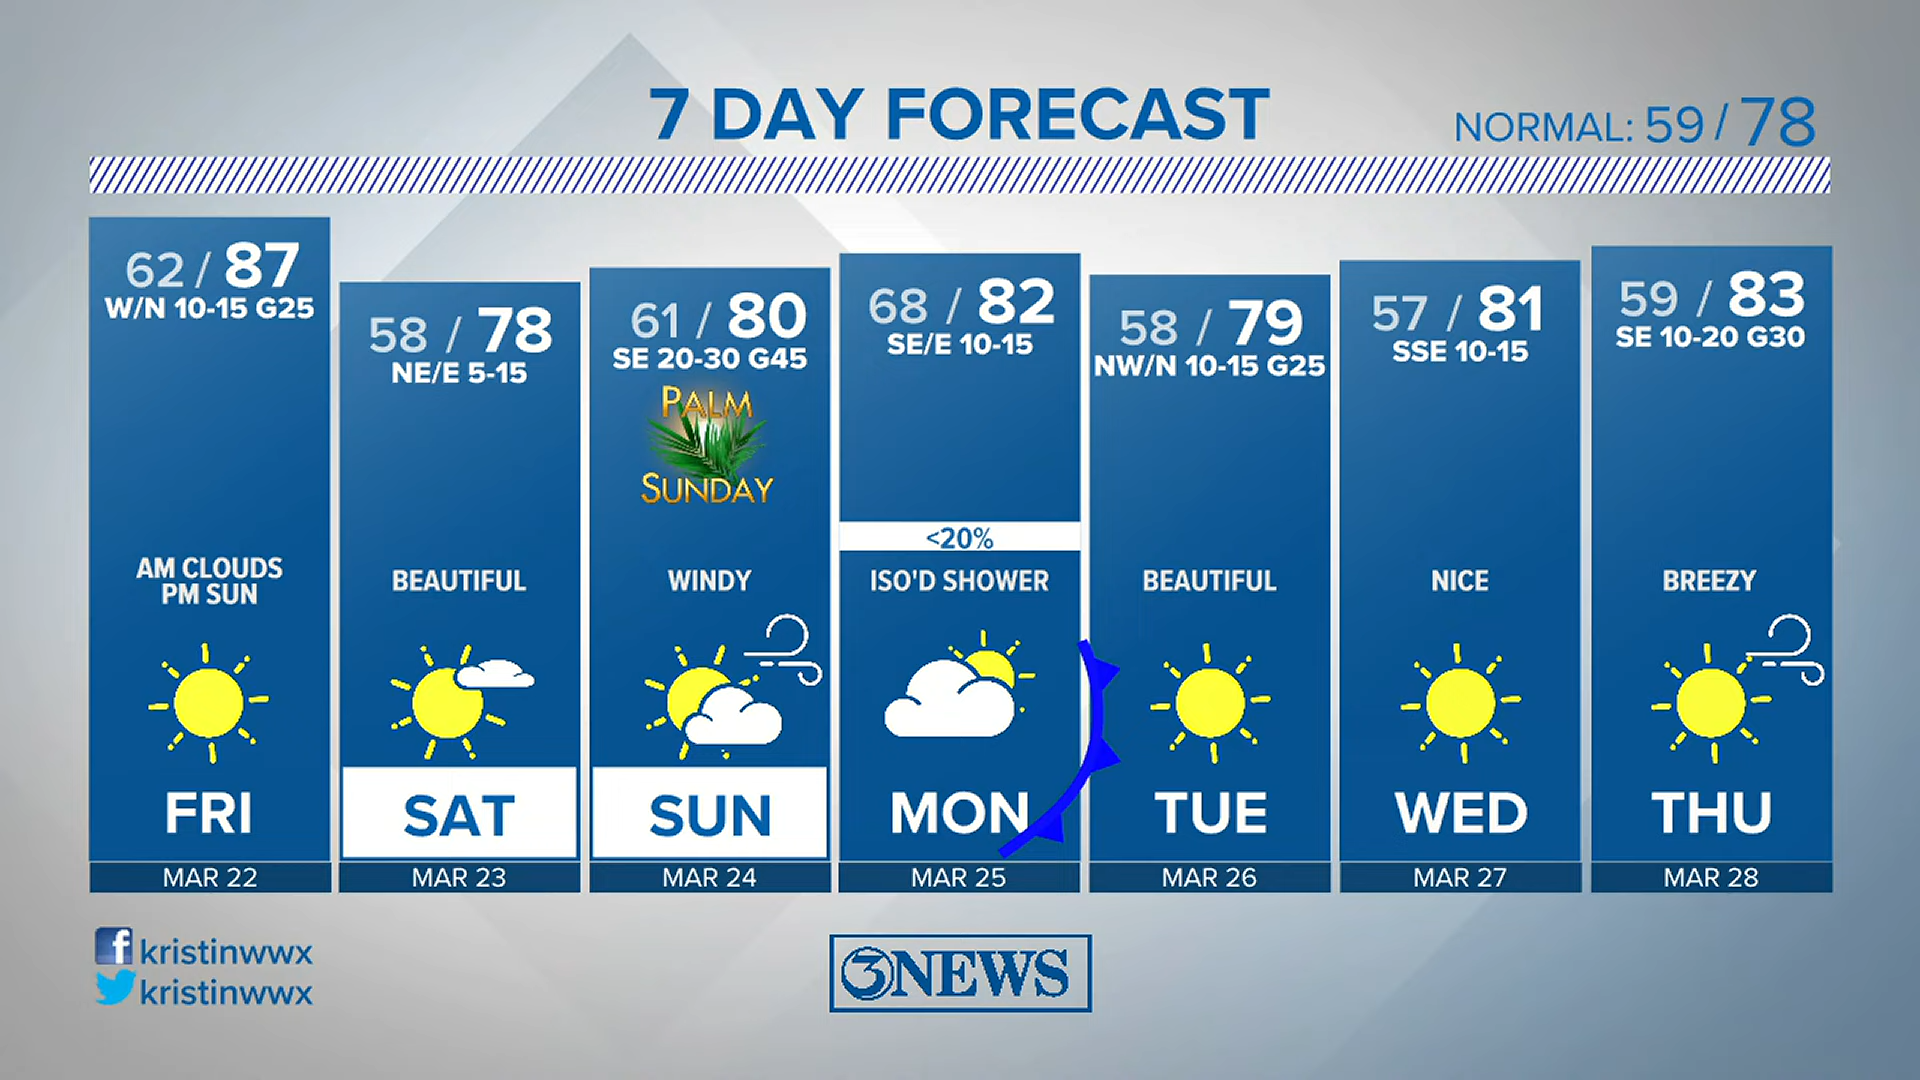 7 DAY FORECAST
NORMAL: 59 / 78
62 / 87
W/N 10-15 G25
AM CLOUDS
PM SUN
FRI
MAR 22
58 / 78
NE/E 5-15
BEAUTIFUL
SAT
MAR 23
61 / 80
SE 20-30 G45
PALM
SUNDAY
WINDY
SUN
MAR 24
68 / 82
SE/E 10-15
<20%
ISO'D SHOWER
MON
MAR 25
58 / 79
NW/N 10-15 G25
BEAUTIFUL
TUE
MAR 26
57 / 81
SSE 10-15
NICE
WED
MAR 27
59 / 83
SE 10-20 G30
BREEZY
THU
MAR 28
f kristinwwx
kristinwwx
3NEWS